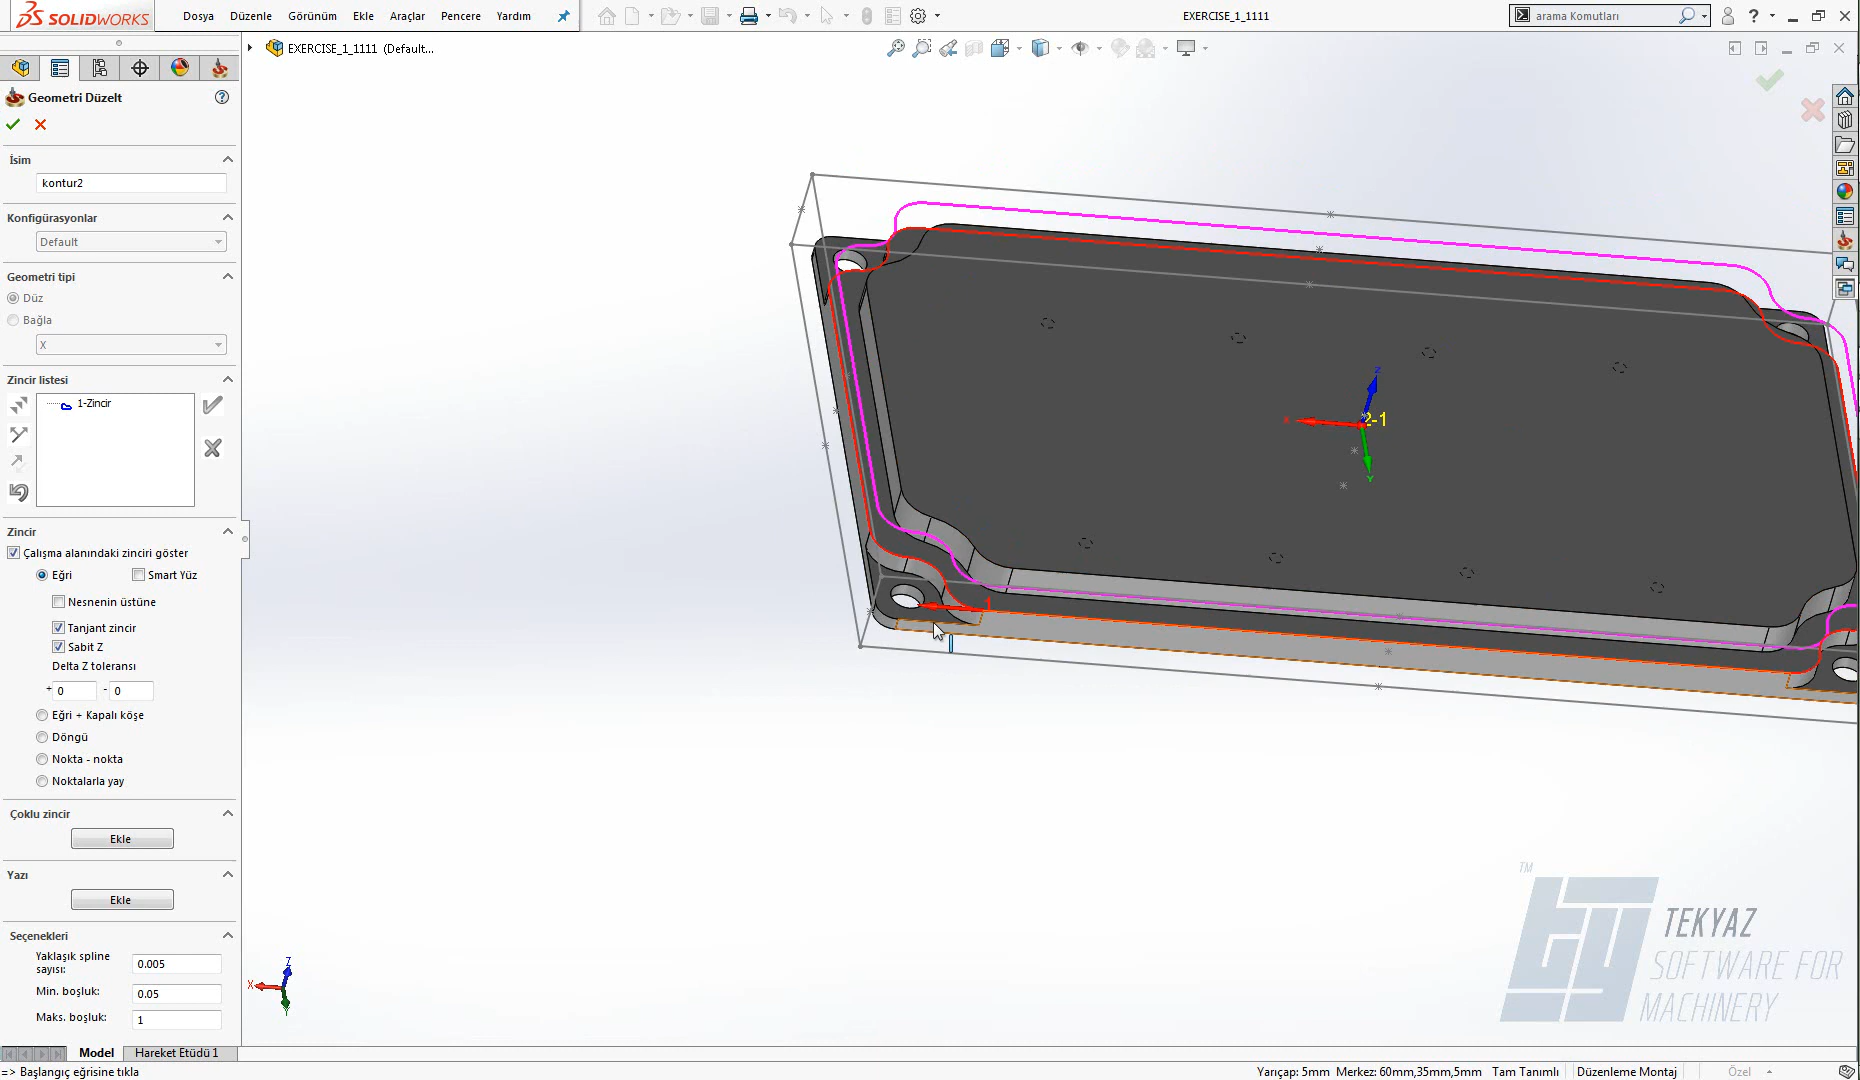 SOLIDWORKS
Dosya Düzenle Görünüm Ekle Araçlar Pencere Yardım
EXERCISE_1_1111
arama Komutları
EXERCISE_1_1111 (Default...
Geometri Düzelt
İsim
kontur2
Konfigürasyonlar
Default
Geometri tipi
Düz
Bağla
X
Zincir listesi
1-Zincir
Zincir
Çalışma alanındaki zinciri göster
Eğri
Smart Yüz
Nesnenin üstüne
Tanjant zincir
Sabit Z
Delta Z toleransı
+ 0 - 0
Eğri + Kapalı köşe
Döngü
Nokta - nokta
Noktalarla yay
Çoklu zincir
Ekle
Yazı
Ekle
Seçenekleri
Yaklaşık spline sayısı:
0.005
Min. boşluk:
0.05
Maks. boşluk:
1
Z
X
Y
2-1
1
Z
X
Y
TM
TEKYAZ
SOFTWARE FOR
MACHINERY
Model
Hareket Etüdü 1
=> Başlangıç eğrisine tıkla
Yarıçap: 5mm Merkez: 60mm,35mm,5mm
Tam Tanımlı
Düzenleme Montaj
Özel